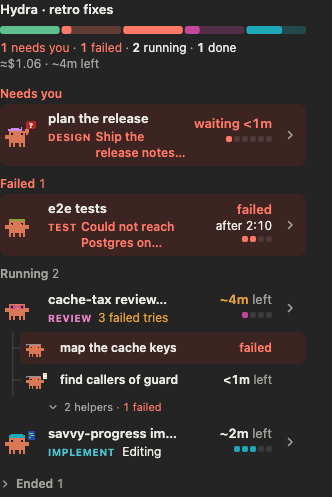 Hydra · retro fixes
1 needs you · 1 failed · 2 running · 1 done
≈$1.06 · ~4m left
Needs you
plan the release
waiting <1m
DESIGN Ship the
release notes...
Failed 1
e2e tests
failed
TEST Could not reach
after 2:10
Postgres on...
Running 2
cache-tax review...
~4m left
REVIEW 3 failed tries
map the cache keys
failed
find callers of guard
<1m left
2 helpers · 1 failed
savvy-progress im...
~2m left
IMPLEMENT Editing
Ended 1